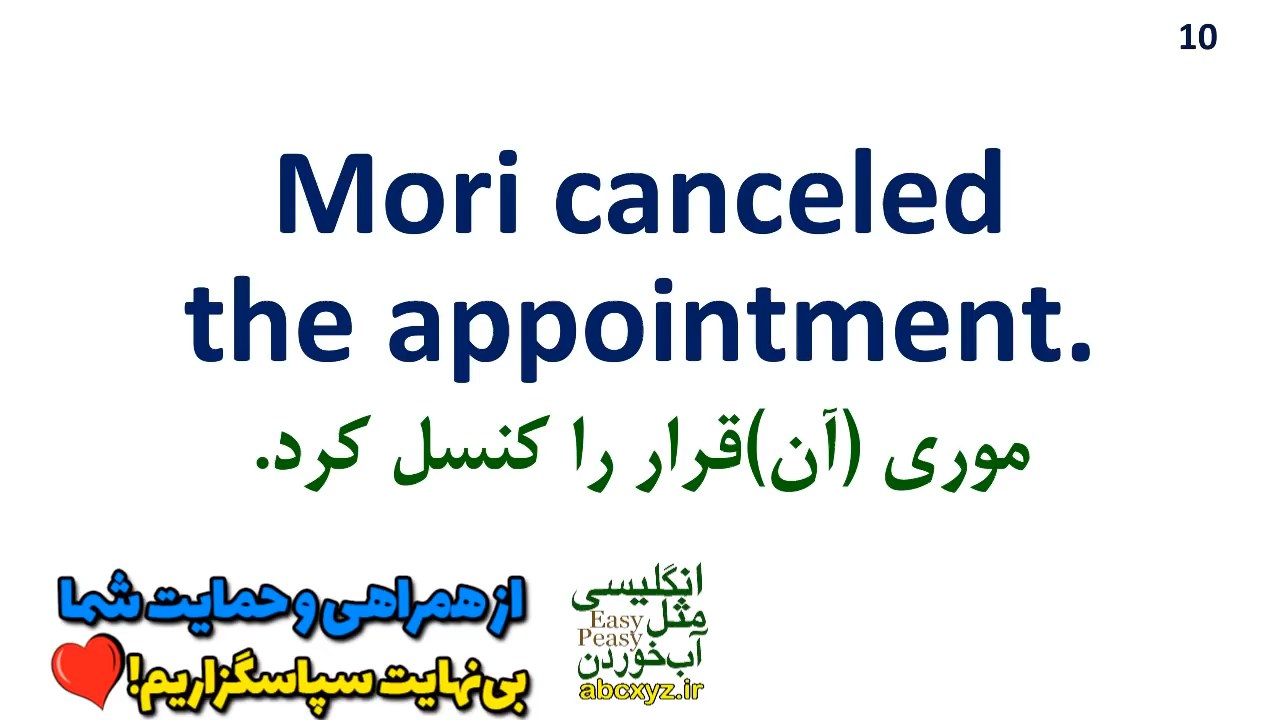 10
Mori canceled
the appointment.
موری (آن)قرار را کنسل کرد.
از همراهی و حمایت شما
بی‌نهایت سپاسگزاریم!
انگلیسی
مثل Easy
Peasy
آب‌خوردن
abcxyz.ir